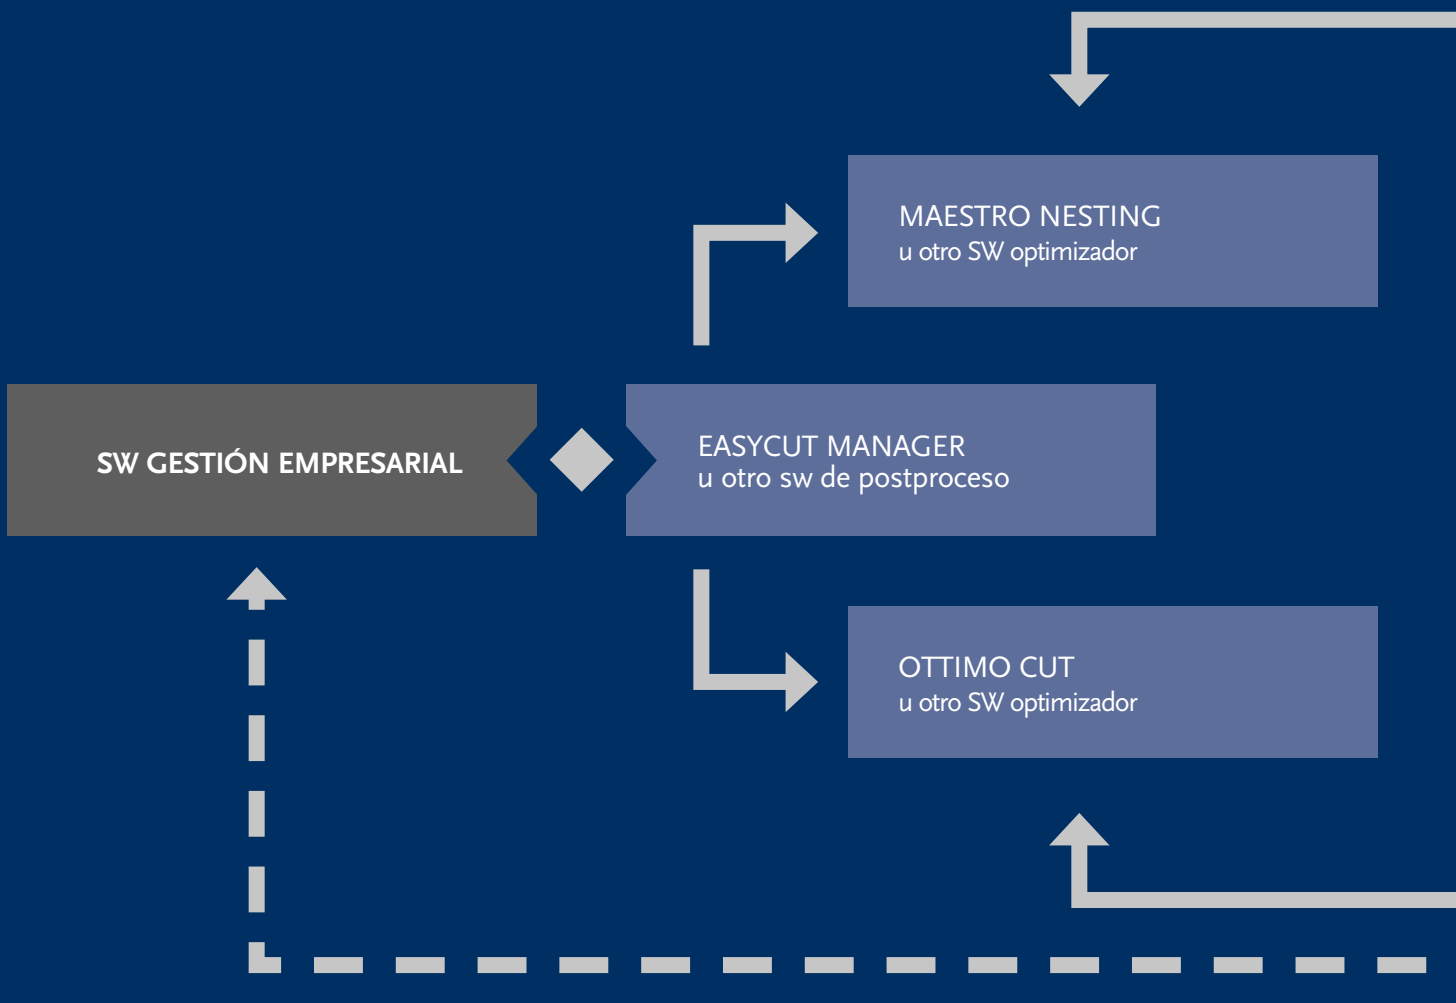 MAESTRO NESTING
u otro SW optimizador
SW GESTIÓN EMPRESARIAL
EASYCUT MANAGER
u otro sw de postproceso
OTTIMO CUT
u otro SW optimizador